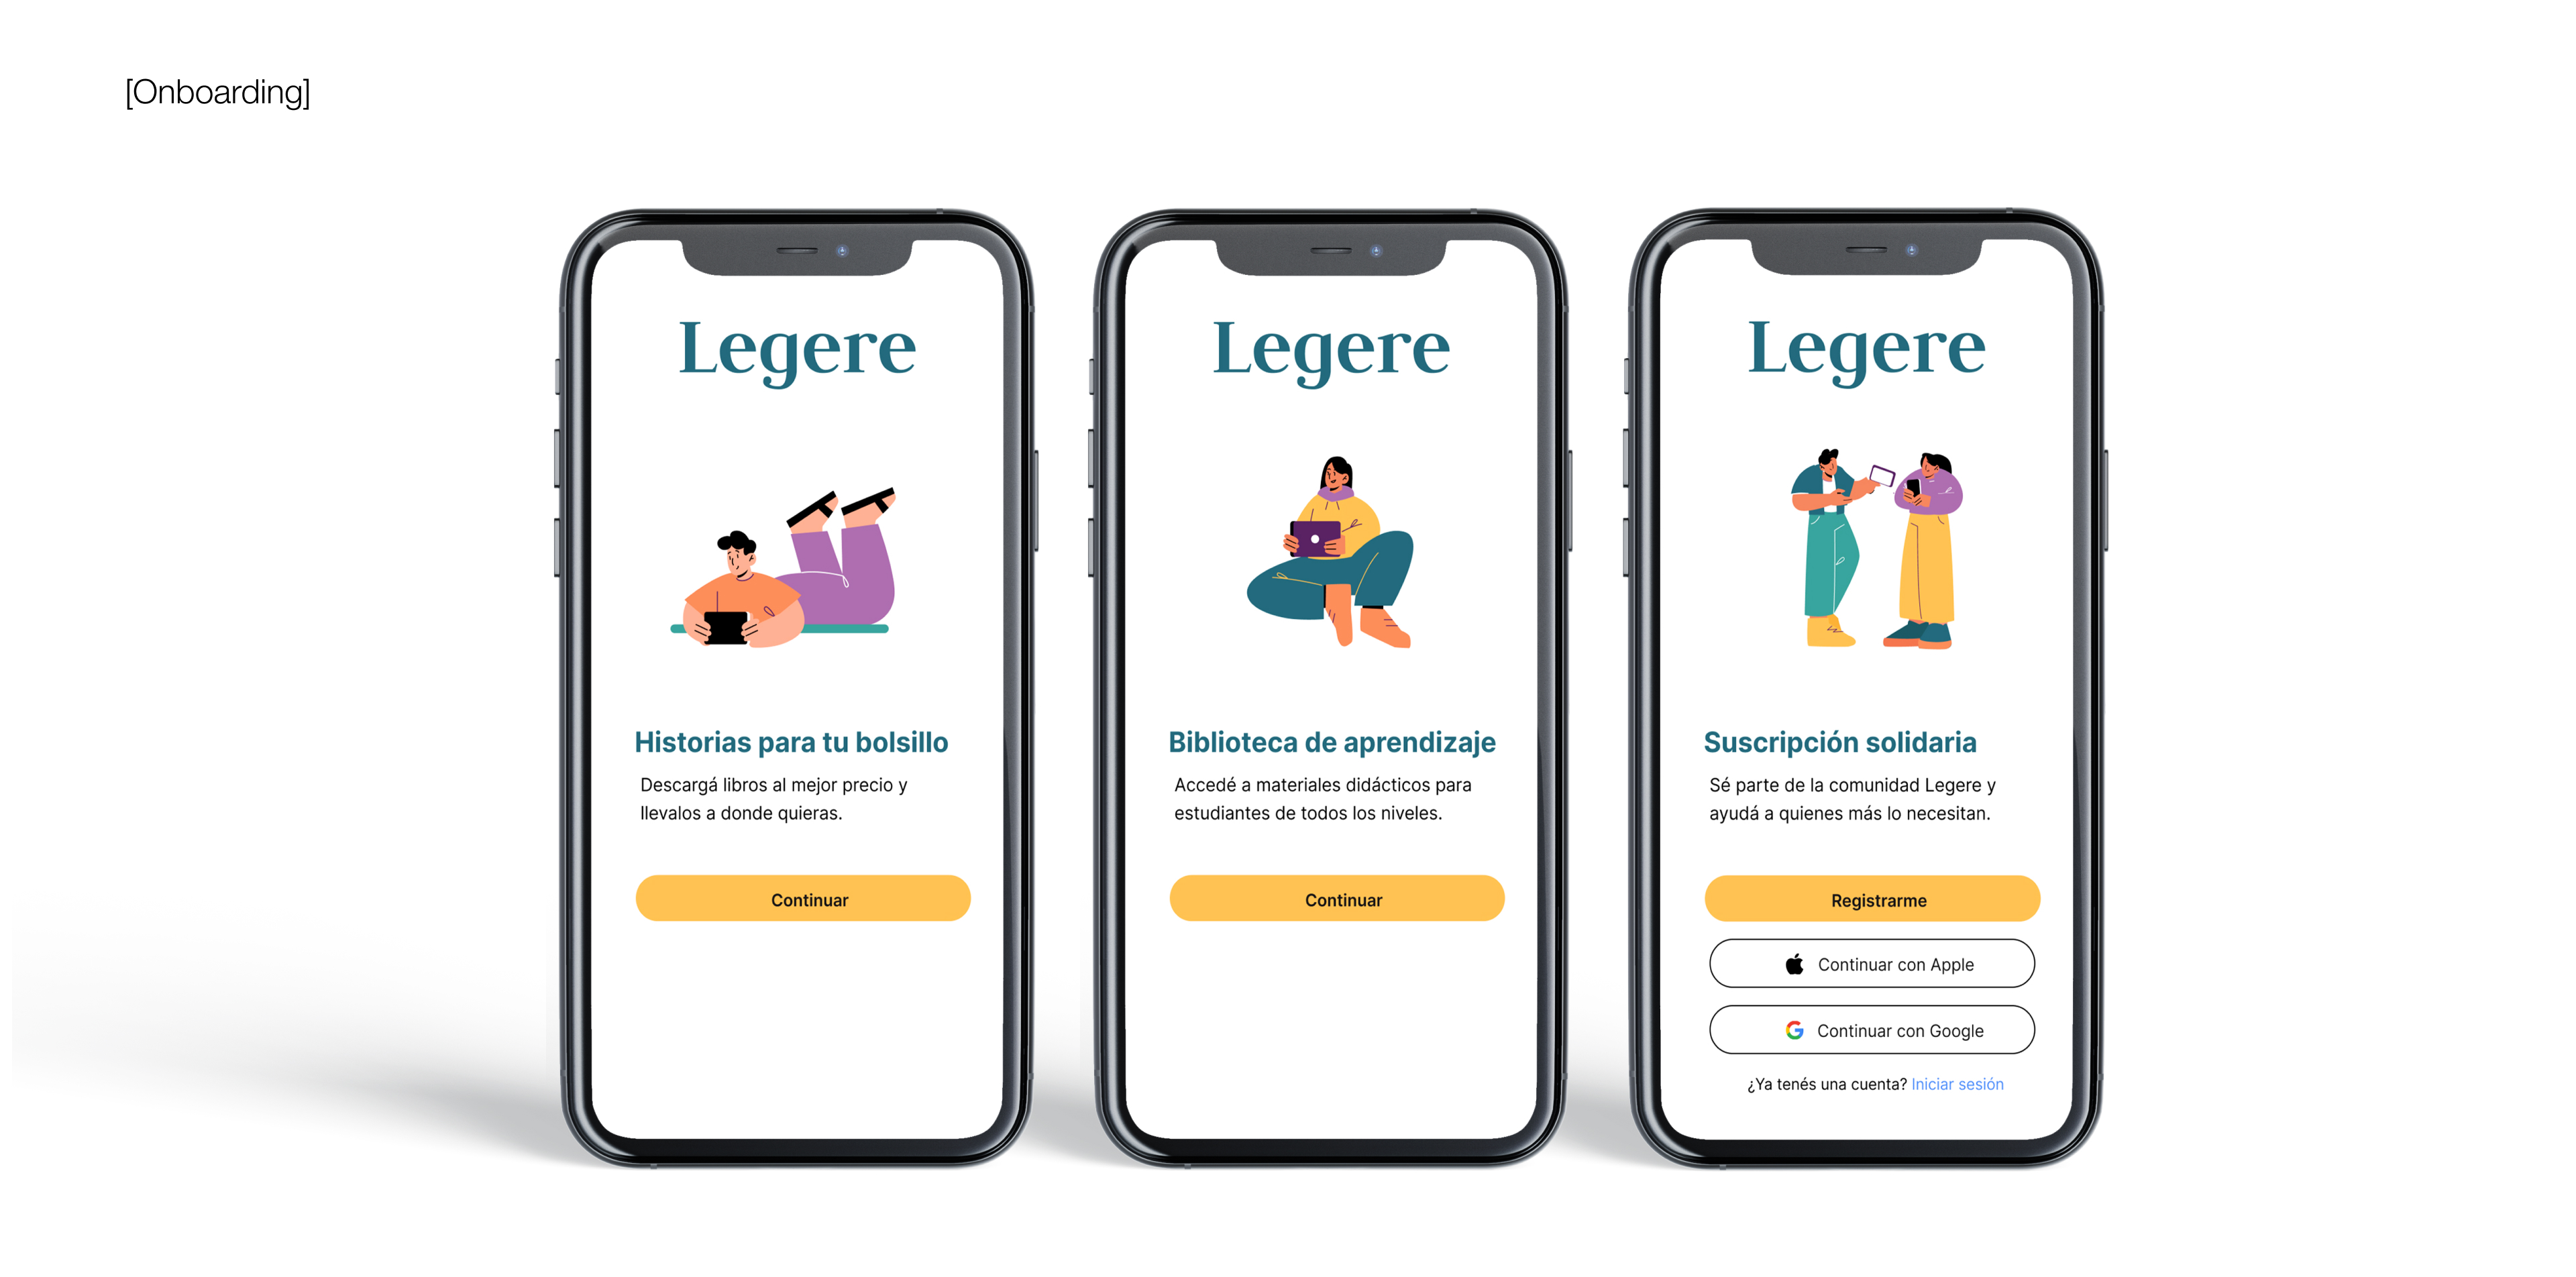 [Onboarding]
Legere
Historias para tu bolsillo
Descargá libros al mejor precio y
llevalos a donde quieras.
Continuar
Legere
Biblioteca de aprendizaje
Accedé a materiales didácticos para
estudiantes de todos los niveles.
Continuar
Legere
Suscripción solidaria
Sé parte de la comunidad Legere y
ayudá a quienes más lo necesitan.
Registrarme
Continuar con Apple
Continuar con Google
¿Ya tenés una cuenta? Iniciar sesión